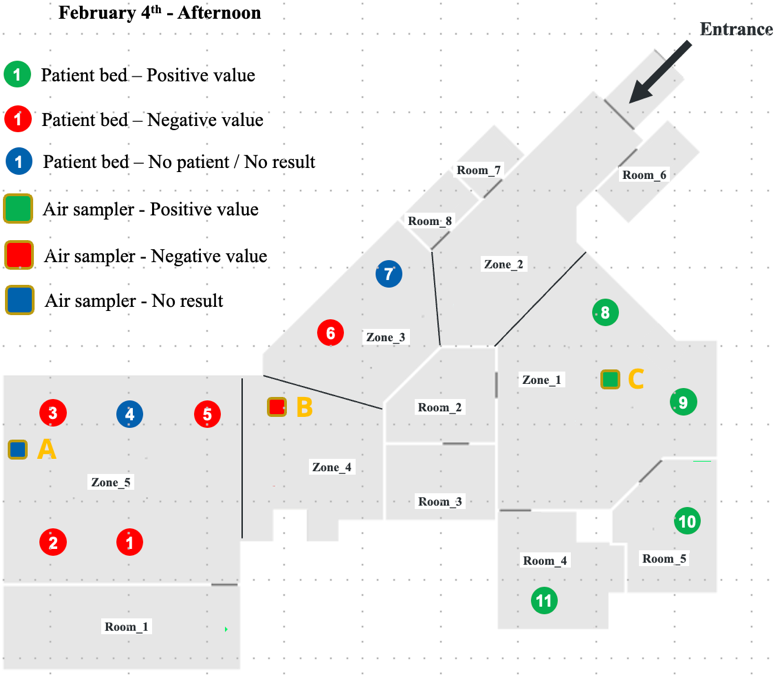 February 4th - Afternoon
Entrance
1 Patient bed – Positive value
1 Patient bed – Negative value
1 Patient bed – No patient / No result
Air sampler - Positive value
Air sampler - Negative value
Air sampler - No result
Room_7
Room_6
Room_8
Zone_2
7
8
6
Zone_3
Zone_1
C
B
Room_2
9
3
4
5
A
Zone_4
Zone_5
Room_3
10
2
1
Room_4
Room_5
11
Room_1